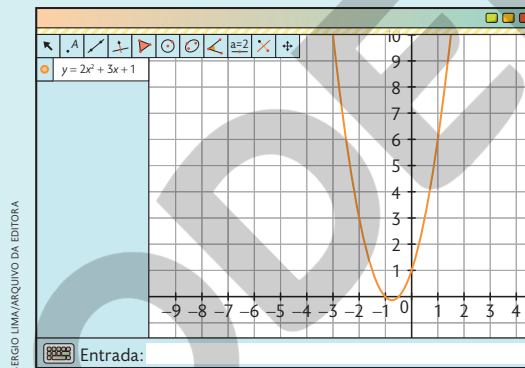 A
a=2
y = 2x² + 3x + 1
10
9
8
7
6
5
4
3
2
1
−9 −8 −7 −6 −5 −4 −3 −2 −1 0 1 2 3 4
Entrada:
SERGIO LIMA/ARQUIVO DA EDITORA